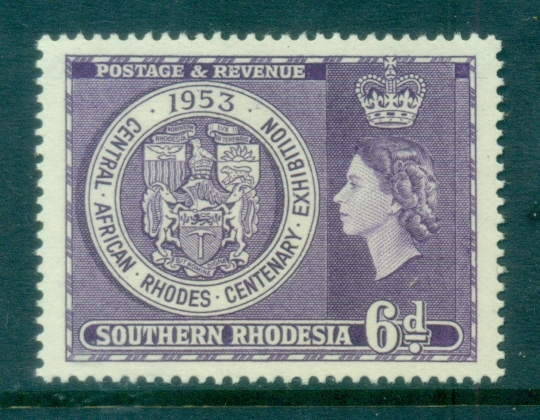 POSTAGE & REVENUE
· 1953 ·
CENTRAL · AFRICAN · RHODES · CENTENARY · EXHIBITION
SOUTHERN RHODESIA 6d